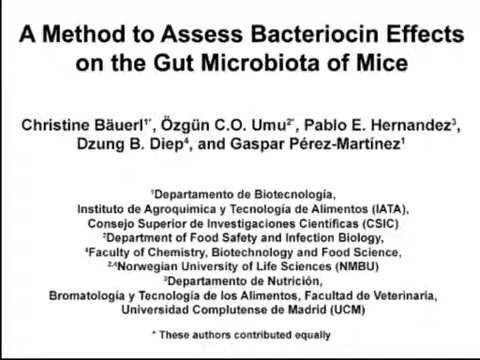 A Method to Assess Bacteriocin Effects
on the Gut Microbiota of Mice
Christine Bäuerl¹*, Özgün C.O. Umu²*, Pablo E. Hernandez³,
Dzung B. Diep⁴, and Gaspar Pérez-Martínez¹
¹Departamento de Biotecnología,
Instituto de Agroquímica y Tecnología de Alimentos (IATA),
Consejo Superior de Investigaciones Científicas (CSIC)
²Department of Food Safety and Infection Biology,
⁴Faculty of Chemistry, Biotechnology and Food Science,
²,⁴Norwegian University of Life Sciences (NMBU)
³Departamento de Nutrición,
Bromatología y Tecnología de los Alimentos, Facultad de Veterinaria,
Universidad Complutense de Madrid (UCM)
* These authors contributed equally